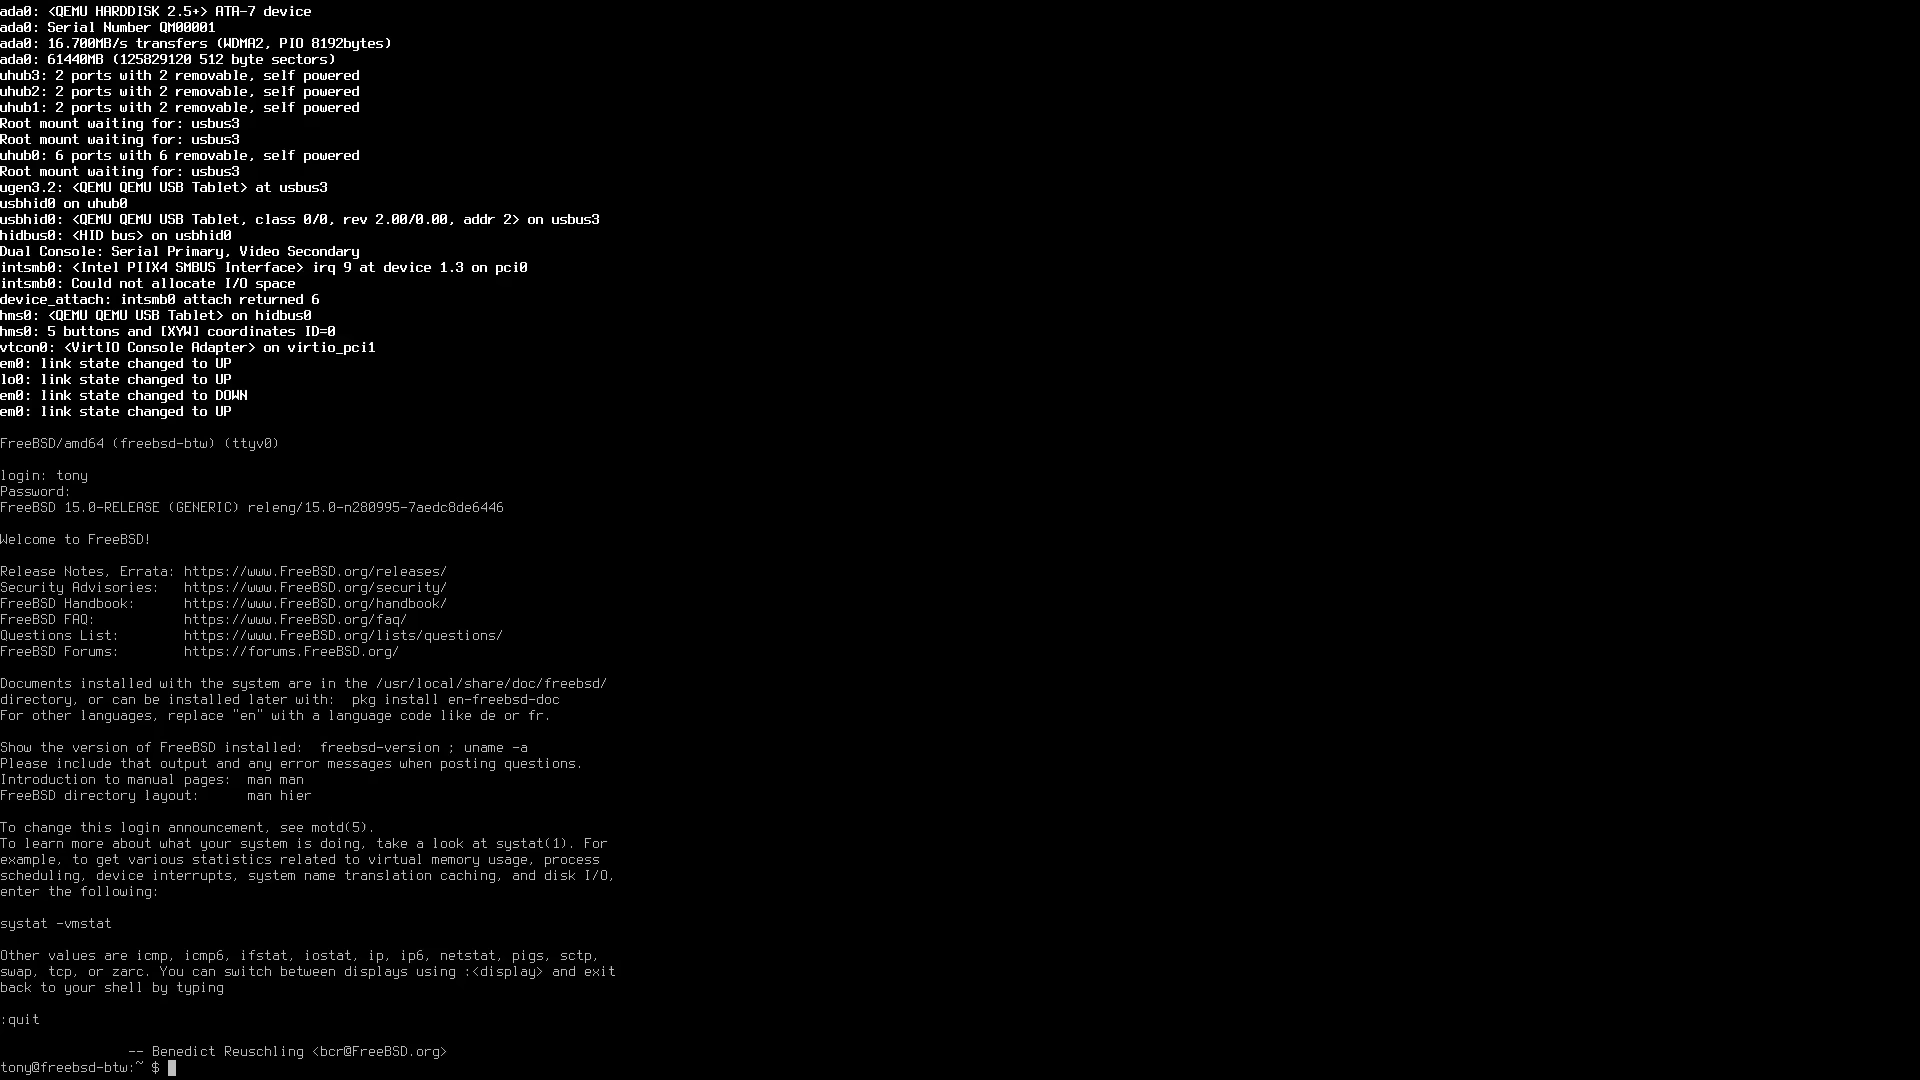 ada0: <QEMU HARDDISK 2.5+> ATA-7 device
ada0: Serial Number QM00001
ada0: 16.700MB/s transfers (WDMA2, PIO 8192bytes)
ada0: 61440MB (125829120 512 byte sectors)
uhub3: 2 ports with 2 removable, self powered
uhub2: 2 ports with 2 removable, self powered
uhub1: 2 ports with 2 removable, self powered
Root mount waiting for: usbus3
Root mount waiting for: usbus3
uhub0: 6 ports with 6 removable, self powered
Root mount waiting for: usbus3
ugen3.2: <QEMU QEMU USB Tablet> at usbus3
usbhid0 on uhub0
usbhid0: <QEMU QEMU USB Tablet, class 0/0, rev 2.00/0.00, addr 2> on usbus3
hidbus0: <HID bus> on usbhid0
Dual Console: Serial Primary, Video Secondary
intsmb0: <Intel PIIX4 SMBUS Interface> irq 9 at device 1.3 on pci0
intsmb0: Could not allocate I/O space
device_attach: intsmb0 attach returned 6
hms0: <QEMU QEMU USB Tablet> on hidbus0
hms0: 5 buttons and [XYW] coordinates ID=0
vtcon0: <VirtIO Console Adapter> on virtio_pci1
em0: link state changed to UP
lo0: link state changed to UP
em0: link state changed to DOWN
em0: link state changed to UP
FreeBSD/amd64 (freebsd-btw) (ttyv0)
login: tony
Password:
FreeBSD 15.0-RELEASE (GENERIC) releng/15.0-n280995-7aedc8de6446
Welcome to FreeBSD!
Release Notes, Errata: https://www.FreeBSD.org/releases/
Security Advisories:   https://www.FreeBSD.org/security/
FreeBSD Handbook:      https://www.FreeBSD.org/handbook/
FreeBSD FAQ:           https://www.FreeBSD.org/faq/
Questions List:        https://www.FreeBSD.org/lists/questions/
FreeBSD Forums:        https://forums.FreeBSD.org/
Documents installed with the system are in the /usr/local/share/doc/freebsd/
directory, or can be installed later with:  pkg install en-freebsd-doc
For other languages, replace "en" with a language code like de or fr.
Show the version of FreeBSD installed:  freebsd-version ; uname -a
Please include that output and any error messages when posting questions.
Introduction to manual pages:  man man
FreeBSD directory layout:      man hier
To change this login announcement, see motd(5).
To learn more about what your system is doing, take a look at systat(1). For
example, to get various statistics related to virtual memory usage, process
scheduling, device interrupts, system name translation caching, and disk I/O,
enter the following:
systat -vmstat
Other values are icmp, icmp6, ifstat, iostat, ip, ip6, netstat, pigs, sctp,
swap, tcp, or zarc. You can switch between displays using :<display> and exit
back to your shell by typing
:quit
-- Benedict Reuschling <bcr@FreeBSD.org>
tony@freebsd-btw:~ $